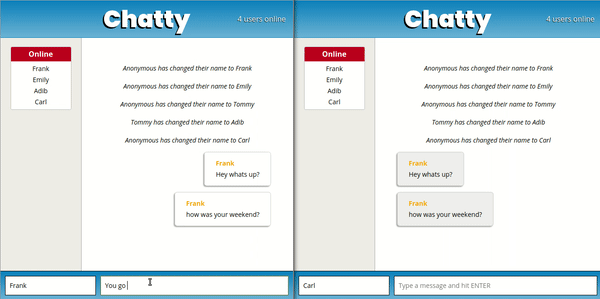 Chatty
4 users online
Online
Frank
Emily
Adib
Carl
Anonymous has changed their name to Frank
Anonymous has changed their name to Emily
Anonymous has changed their name to Tommy
Tommy has changed their name to Adib
Anonymous has changed their name to Carl
Frank
Hey whats up?
Frank
how was your weekend?
Frank
You go
Chatty
4 users online
Online
Frank
Emily
Adib
Carl
Anonymous has changed their name to Frank
Anonymous has changed their name to Emily
Anonymous has changed their name to Tommy
Tommy has changed their name to Adib
Anonymous has changed their name to Carl
Frank
Hey whats up?
Frank
how was your weekend?
Carl
Type a message and hit ENTER